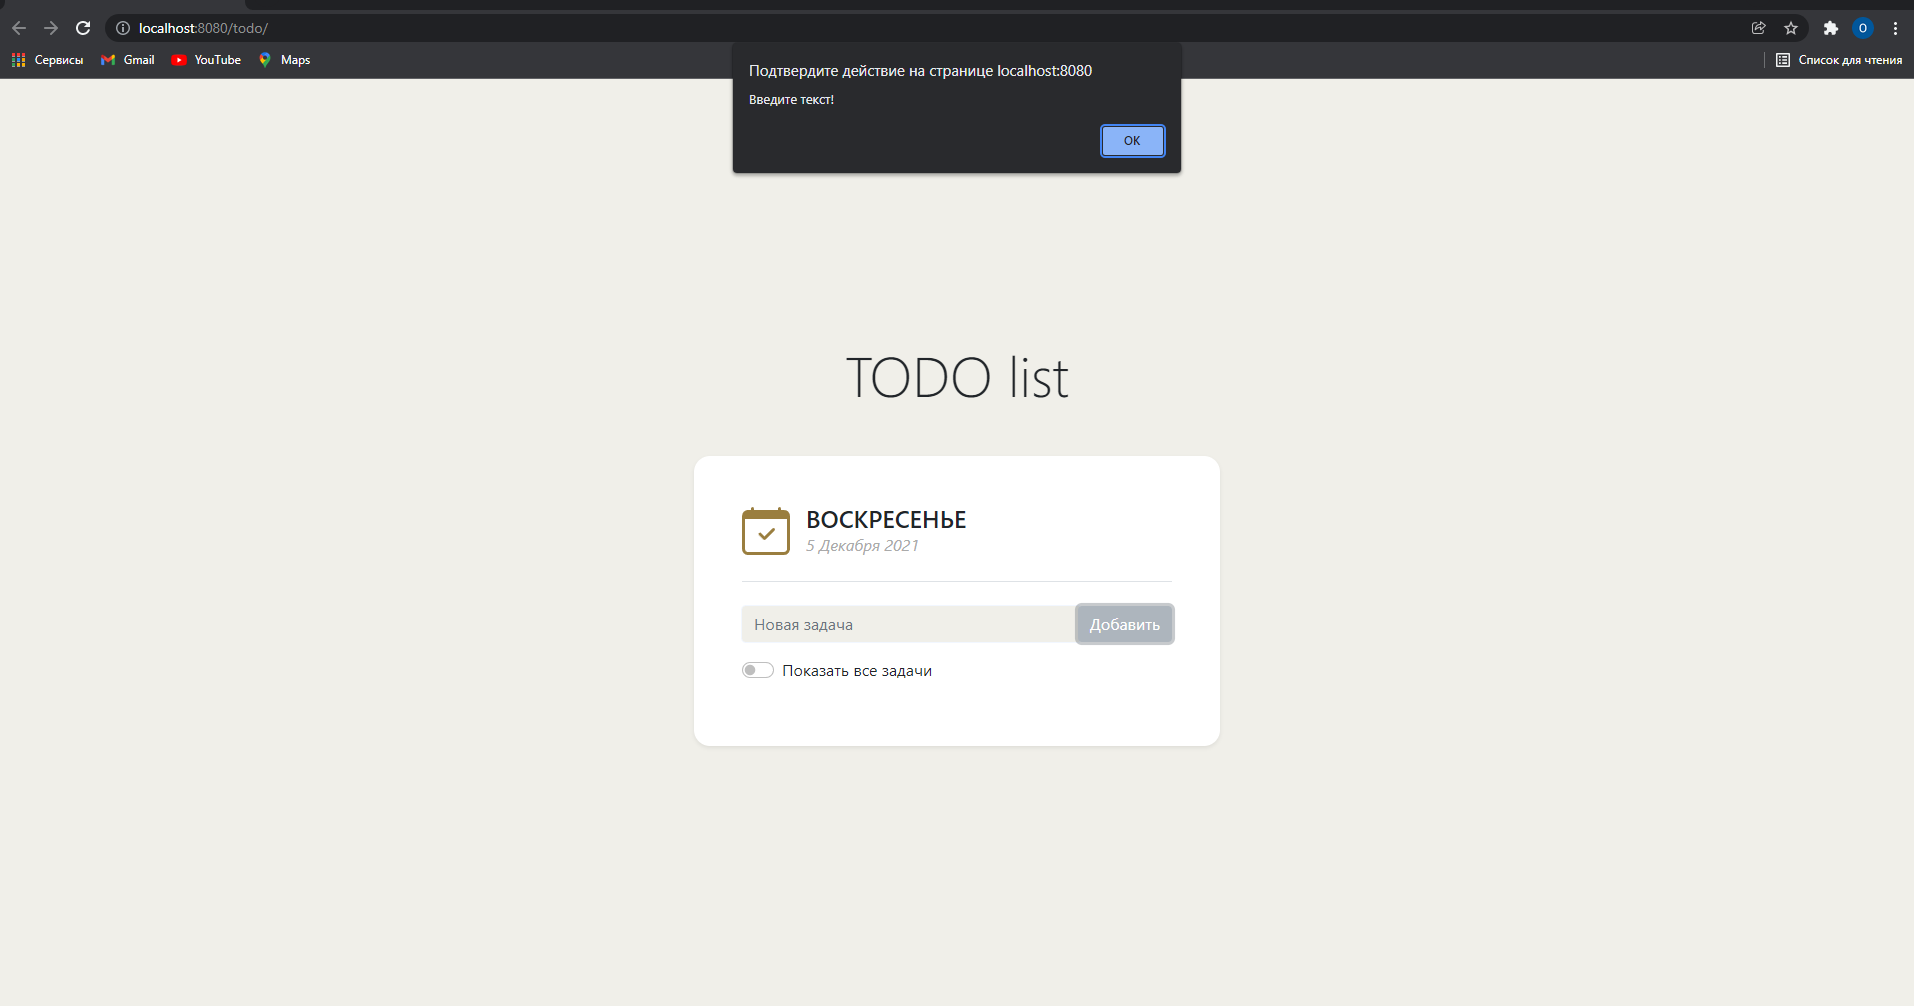 localhost:8080/todo/
O
Сервисы
Gmail
YouTube
Maps
Список для чтения
Подтвердите действие на странице localhost:8080
Введите текст!
OK
TODO list
ВОСКРЕСЕНЬЕ
5 Декабря 2021
Новая задача
Добавить
Показать все задачи